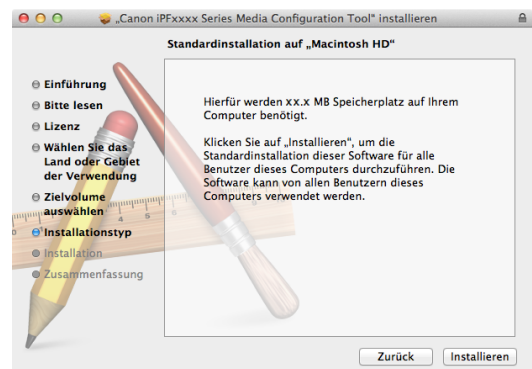 „Canon iPFxxxx Series Media Configuration Tool" installieren
Standardinstallation auf „Macintosh HD“
Einführung
Bitte lesen
Lizenz
Wählen Sie das
Land oder Gebiet
der Verwendung
Zielvolume
auswählen
Installationstyp
Installation
Zusammenfassung
Hierfür werden xx.x MB Speicherplatz auf Ihrem
Computer benötigt.
Klicken Sie auf „Installieren“, um die
Standardinstallation dieser Software für alle
Benutzer dieses Computers durchzuführen. Die
Software kann von allen Benutzern dieses
Computers verwendet werden.
Zurück
Installieren